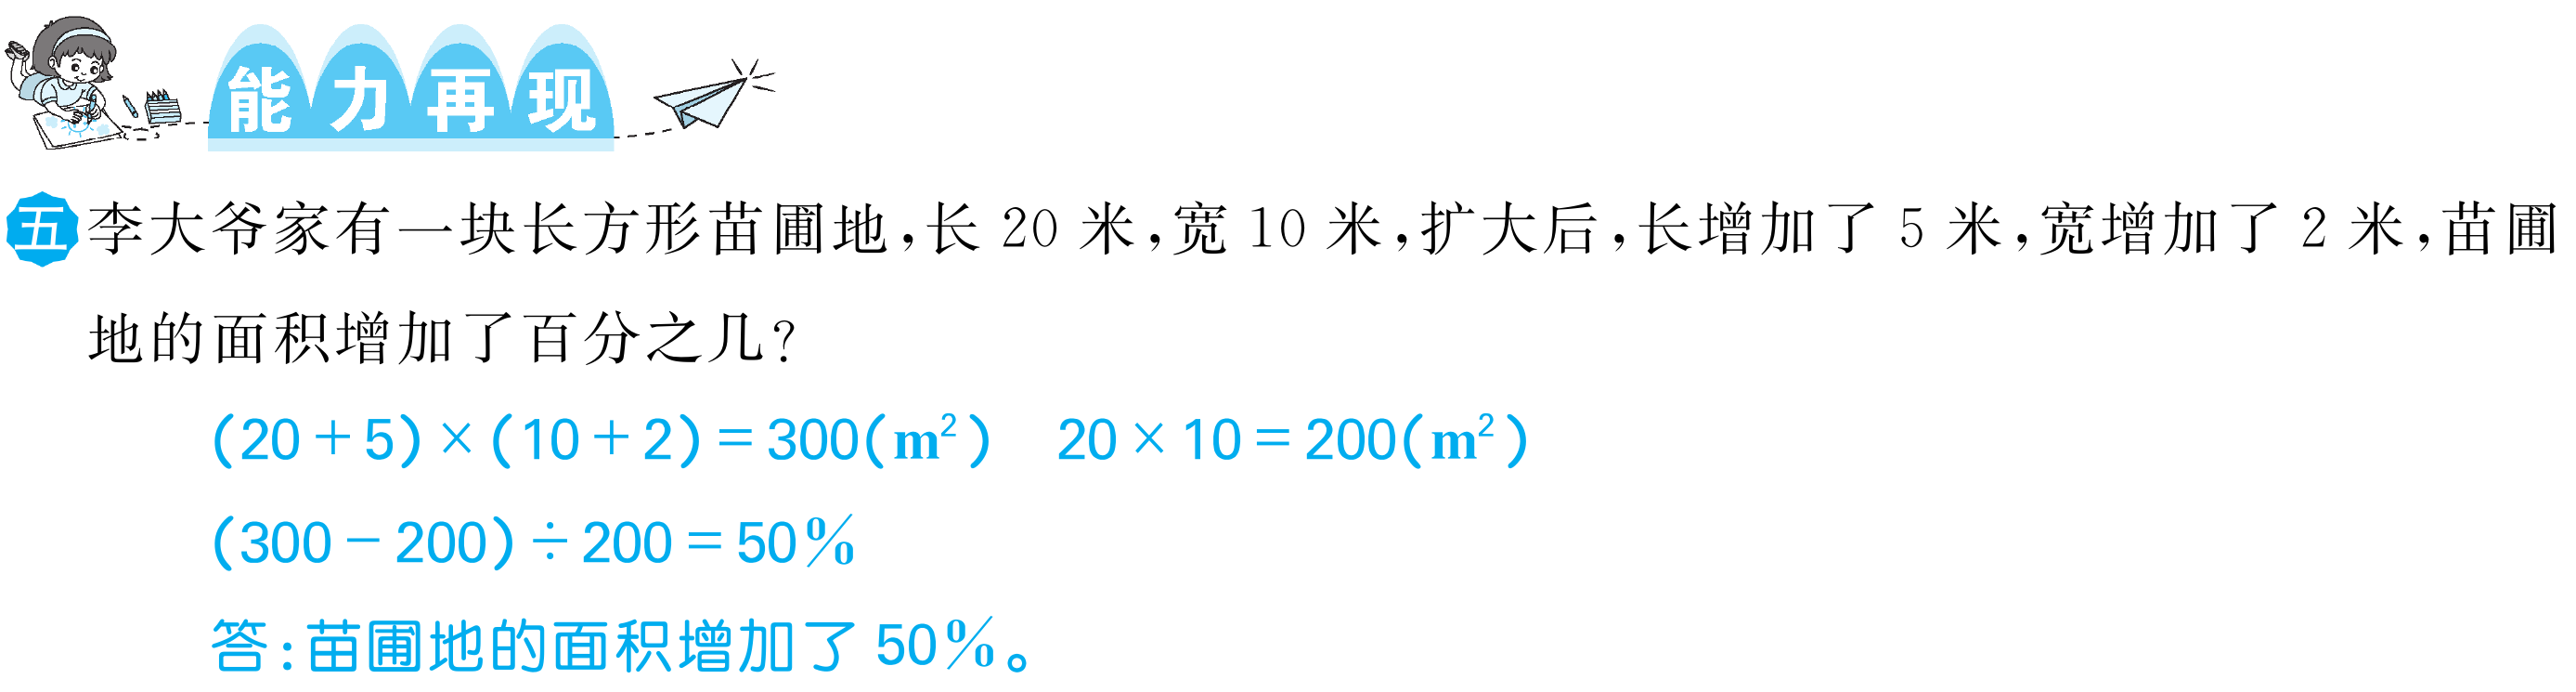 能力再现
五 李大爷家有一块长方形苗圃地,长 20 米,宽 10 米,扩大后,长增加了 5 米,宽增加了 2 米,苗圃
地的面积增加了百分之几?
(20+5)×(10+2)=300(m²) 20×10=200(m²)
(300-200)÷200=50%
答:苗圃地的面积增加了 50%。